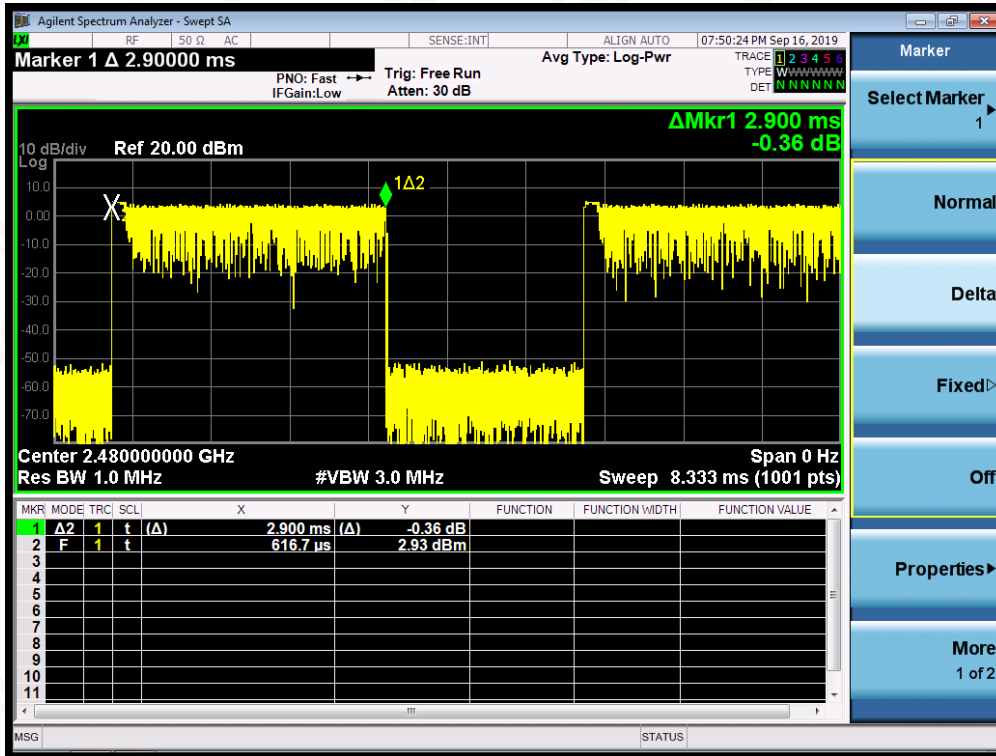 Agilent Spectrum Analyzer - Swept SA
LXI RF 50 Ω AC SENSE:INT ALIGN AUTO 07:50:24 PM Sep 16, 2019
Marker 1 Δ 2.90000 ms
PNO: Fast
IFGain:Low
Trig: Free Run
Atten: 30 dB
Avg Type: Log-Pwr
TRACE 1 2 3 4 5 6
TYPE WWWWWW
DET N N N N N N
ΔMkr1 2.900 ms
-0.36 dB
10 dB/div Ref 20.00 dBm
Log
10.0
0.00
-10.0
-20.0
-30.0
-40.0
-50.0
-60.0
-70.0
X2
1Δ2
Center 2.480000000 GHz Span 0 Hz
Res BW 1.0 MHz #VBW 3.0 MHz Sweep 8.333 ms (1001 pts)
MKR MODE TRC SCL X Y FUNCTION FUNCTION WIDTH FUNCTION VALUE
1 Δ2 1 t (Δ) 2.900 ms (Δ) -0.36 dB
2 F 1 t 616.7 µs 2.93 dBm
3
4
5
6
7
8
9
10
11
MSG STATUS
Marker
Select Marker
1
Normal
Delta
Fixed
Off
Properties
More
1 of 2